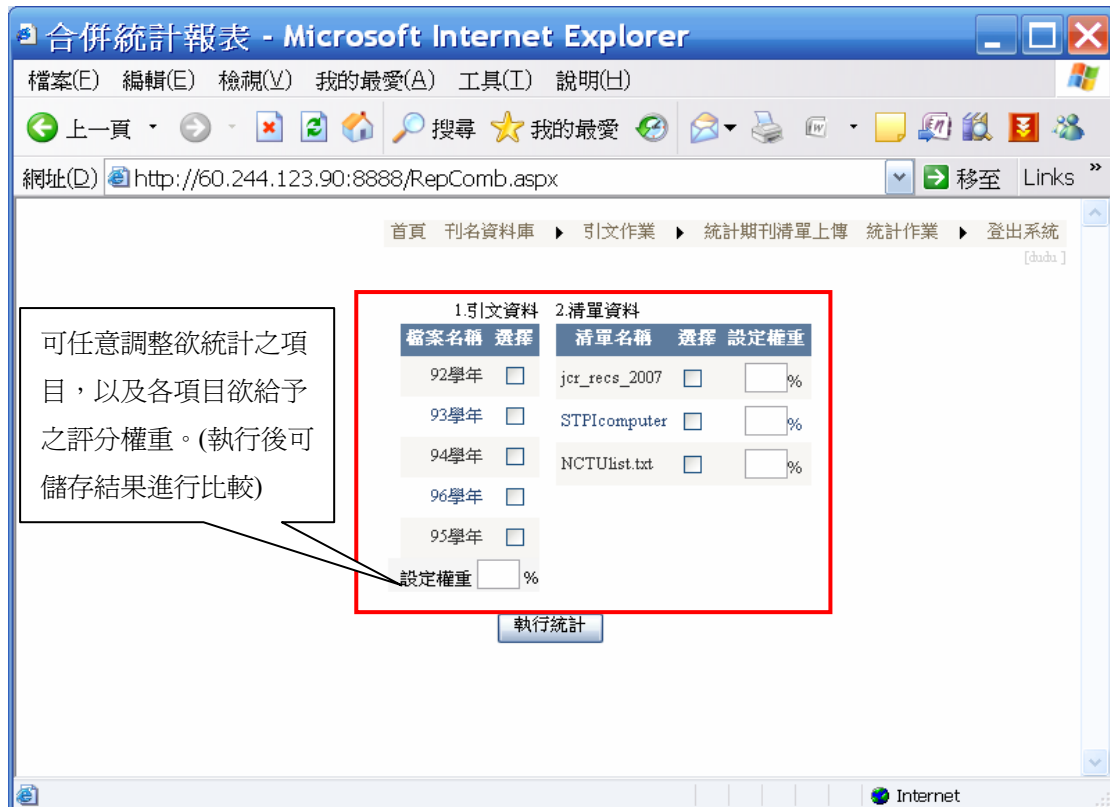 合併統計報表 - Microsoft Internet Explorer
檔案(F) 編輯(E) 檢視(V) 我的最愛(A) 工具(T) 說明(H)
上一頁 搜尋 我的最愛
網址(D) http://60.244.123.90:8888/RepComb.aspx 移至 Links »
首頁 刊名資料庫 ▶ 引文作業 ▶ 統計期刊清單上傳 統計作業 ▶ 登出系統
[dudu ]
可任意調整欲統計之項
目，以及各項目欲給予
之評分權重。(執行後可
儲存結果進行比較)
1.引文資料 2.清單資料
檔案名稱 選擇 清單名稱 選擇 設定權重
92學年 jcr_recs_2007 %
93學年 STPIcomputer %
94學年 NCTUlist.txt %
96學年
95學年
設定權重 %
執行統計
Internet